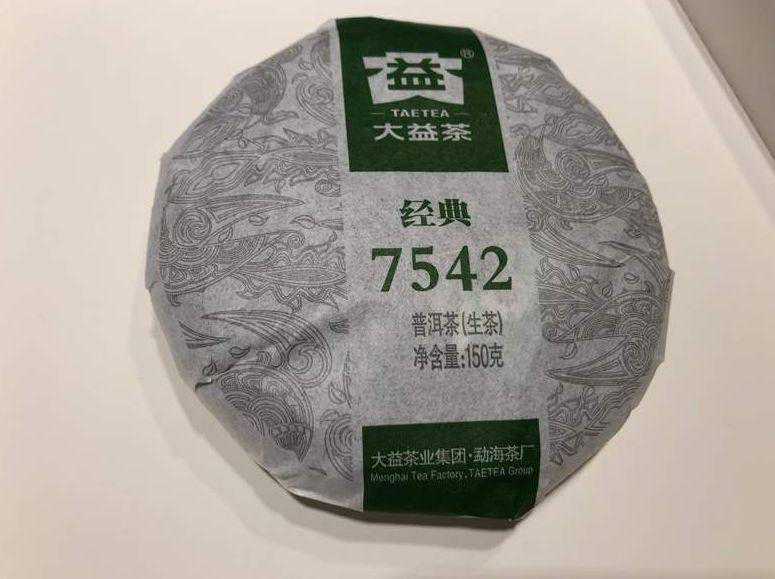 益®
TAETEA
大益茶
经典
7542
普洱茶(生茶)
净含量:150克
大益茶业集团·勐海茶厂
Menghai Tea Factory, TAETEA Group